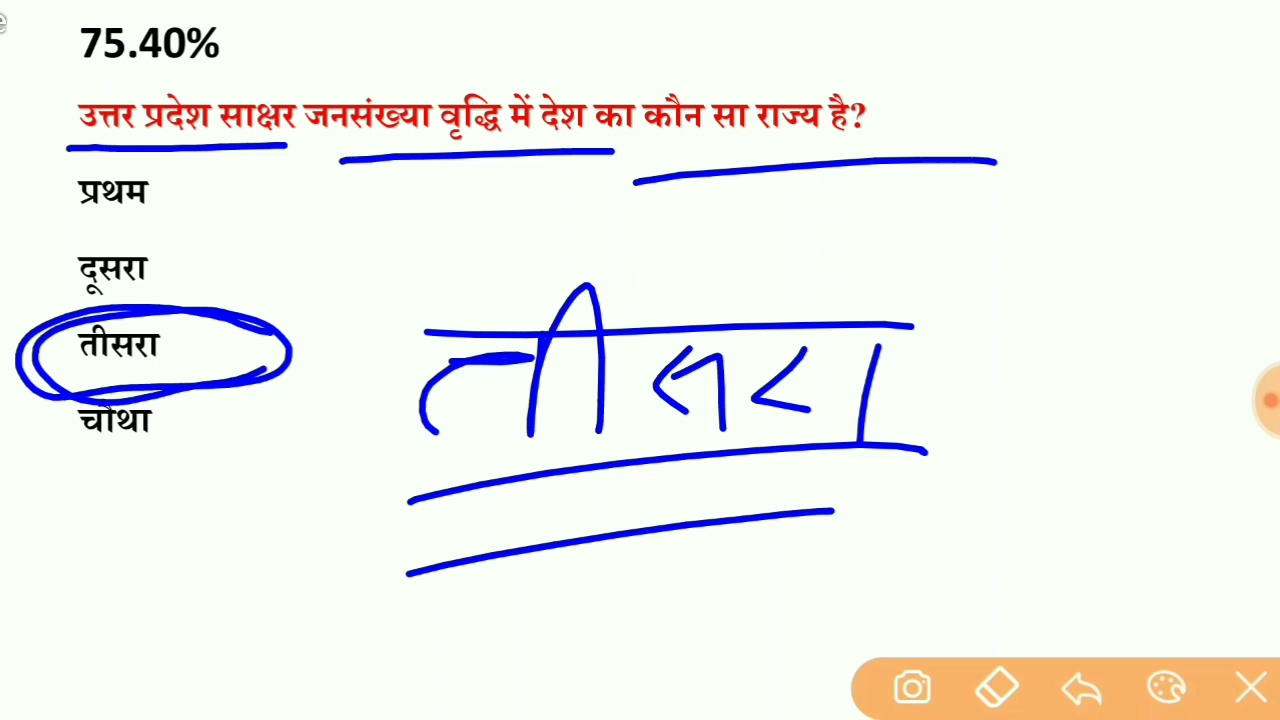 75.40%
उत्तर प्रदेश साक्षर जनसंख्या वृद्धि में देश का कौन सा राज्य है?
प्रथम
दूसरा
तीसरा
तीसरा
चौथा